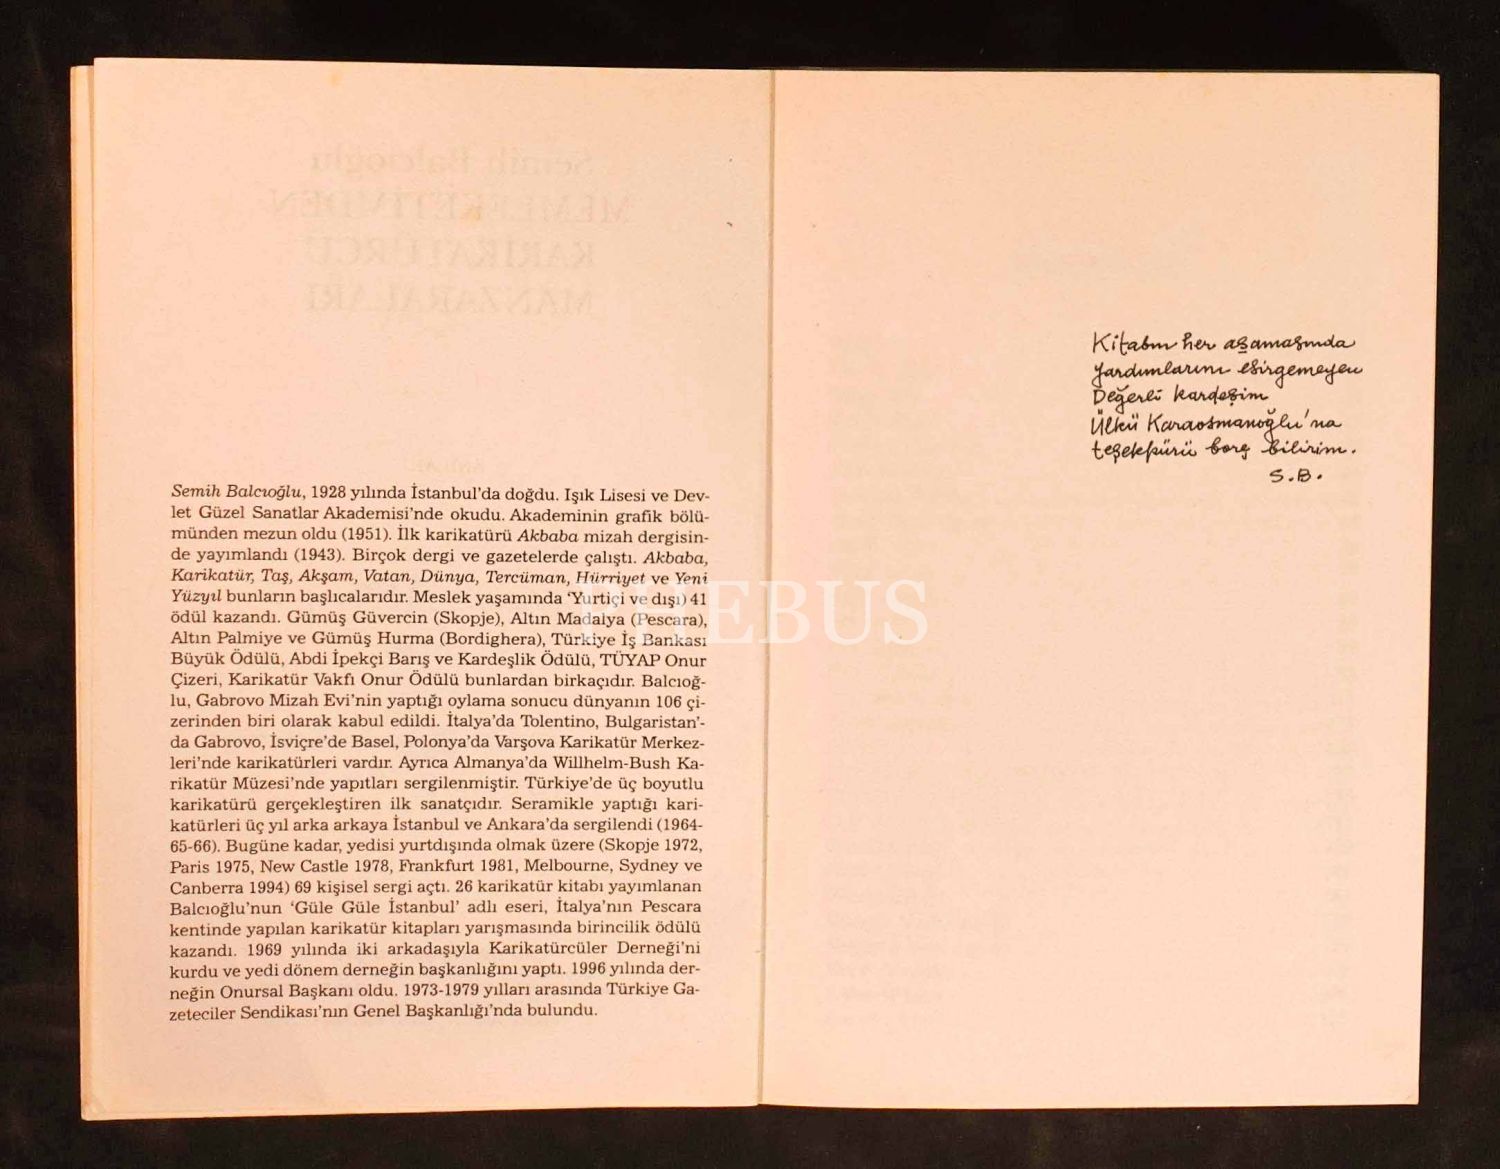 Semih Balcıoğlu, 1928 yılında İstanbul'da doğdu. Işık Lisesi ve Dev-
let Güzel Sanatlar Akademisi'nde okudu. Akademinin grafik bölü-
münden mezun oldu (1951). İlk karikatürü Akbaba mizah dergisin-
de yayımlandı (1943). Birçok dergi ve gazetelerde çalıştı. Akbaba,
Karikatür, Taş, Akşam, Vatan, Dünya, Tercüman, Hürriyet ve Yeni
Yüzyıl bunların başlıcalarıdır. Meslek yaşamında 'Yurtiçi ve dışı) 41
ödül kazandı. Gümüş Güvercin (Skopje), Altın Madalya (Pescara),
Altın Palmiye ve Gümüş Hurma (Bordighera), Türkiye İş Bankası
Büyük Ödülü, Abdi İpekçi Barış ve Kardeşlik Ödülü, TÜYAP Onur
Çizeri, Karikatür Vakfı Onur Ödülü bunlardan birkaçıdır. Balcıoğ-
lu, Gabrovo Mizah Evi'nin yaptığı oylama sonucu dünyanın 106 çi-
zerinden biri olarak kabul edildi. İtalya'da Tolentino, Bulgaristan'-
da Gabrovo, İsviçre'de Basel, Polonya'da Varşova Karikatür Merkez-
leri'nde karikatürleri vardır. Ayrıca Almanya'da Willhelm-Bush Ka-
rikatür Müzesi'nde yapıtları sergilenmiştir. Türkiye'de üç boyutlu
karikatürü gerçekleştiren ilk sanatçıdır. Seramikle yaptığı kari-
katürleri üç yıl arka arkaya İstanbul ve Ankara'da sergilendi (1964-
65-66). Bugüne kadar, yedisi yurtdışında olmak üzere (Skopje 1972,
Paris 1975, New Castle 1978, Frankfurt 1981, Melbourne, Sydney ve
Canberra 1994) 69 kişisel sergi açtı. 26 karikatür kitabı yayımlanan
Balcıoğlu'nun 'Güle Güle İstanbul' adlı eseri, İtalya'nın Pescara
kentinde yapılan karikatür kitapları yarışmasında birincilik ödülü
kazandı. 1969 yılında iki arkadaşıyla Karikatürcüler Derneği'ni
kurdu ve yedi dönem derneğin başkanlığını yaptı. 1996 yılında der-
neğin Onursal Başkanı oldu. 1973-1979 yılları arasında Türkiye Ga-
zeteciler Sendikası'nın Genel Başkanlığı'nda bulundu.
Kitabın her aşamasında
yardımlarını esirgemeyen
Değerli kardeşim
Ülkü Karaosmanoğlu'na
teşekkürü borç bilirim.
S.B.
PHEBUS